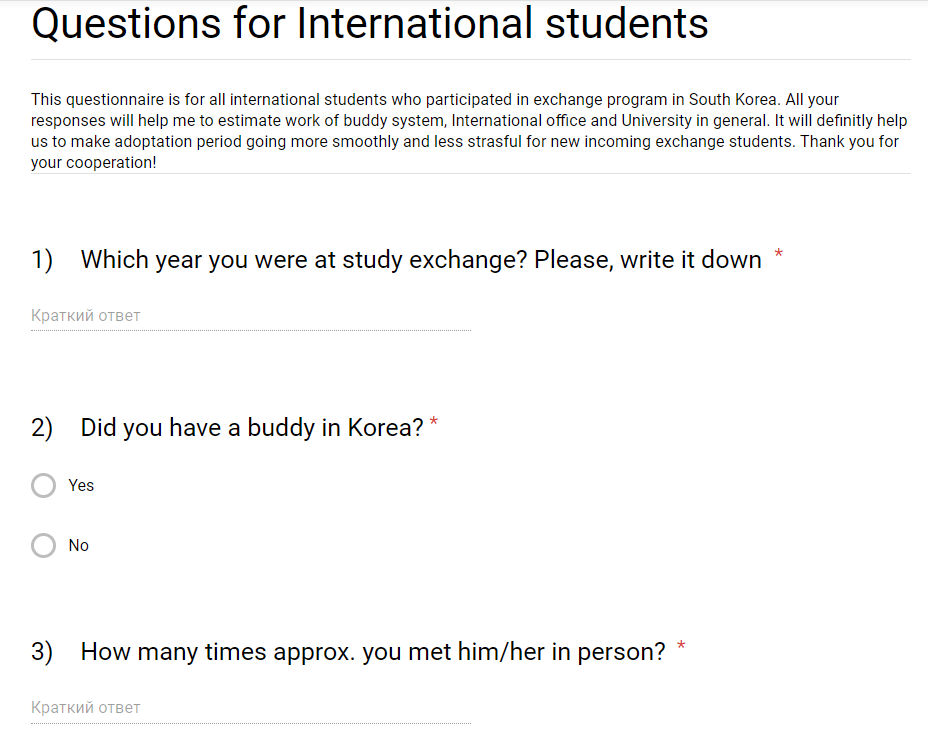 Questions for International students
This questionnaire is for all international students who participated in exchange program in South Korea. All your
responses will help me to estimate work of buddy system, International office and University in general. It will definitly help
us to make adoptation period going more smoothly and less strasful for new incoming exchange students. Thank you for
your cooperation!
1) Which year you were at study exchange? Please, write it down *
Краткий ответ
2) Did you have a buddy in Korea? *
Yes
No
3) How many times approx. you met him/her in person? *
Краткий ответ